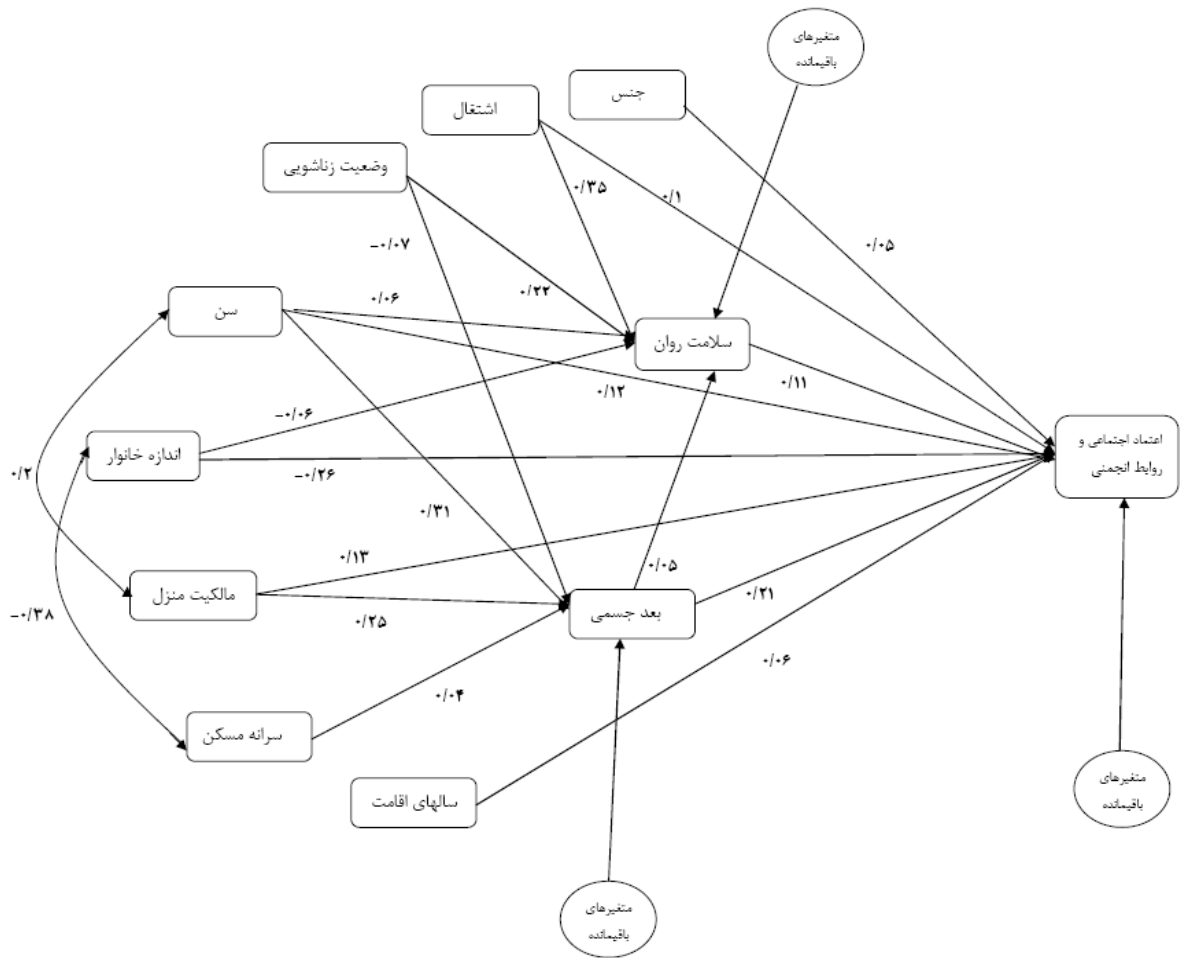 متغیرهای
باقیمانده
جنس
اشتغال
وضعیت زناشویی
۰/۳۵
۰/۱
۰/۰۵
-۰/۰۷
۰/۲۲
۰/۰۶
سن
سلامت روان
۰/۱۱
۰/۱۲
-۰/۰۶
اندازه خانوار
-۰/۲۶
اعتماد اجتماعی و
روابط انجمنی
۰/۲
۰/۳۱
۰/۱۳
۰/۰۵
مالکیت منزل
۰/۲۵
بعد جسمی
۰/۲۱
-۰/۳۸
۰/۰۶
۰/۰۴
سرانه مسکن
سالهای اقامت
متغیرهای
باقیمانده
متغیرهای
باقیمانده